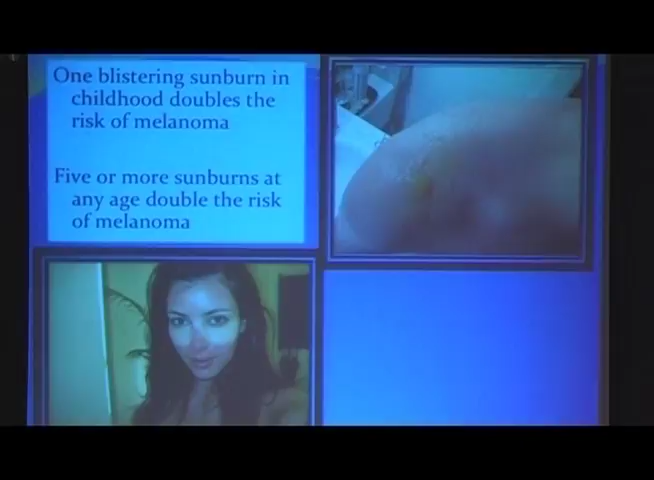 One blistering sunburn in
childhood doubles the
risk of melanoma
Five or more sunburns at
any age double the risk
of melanoma